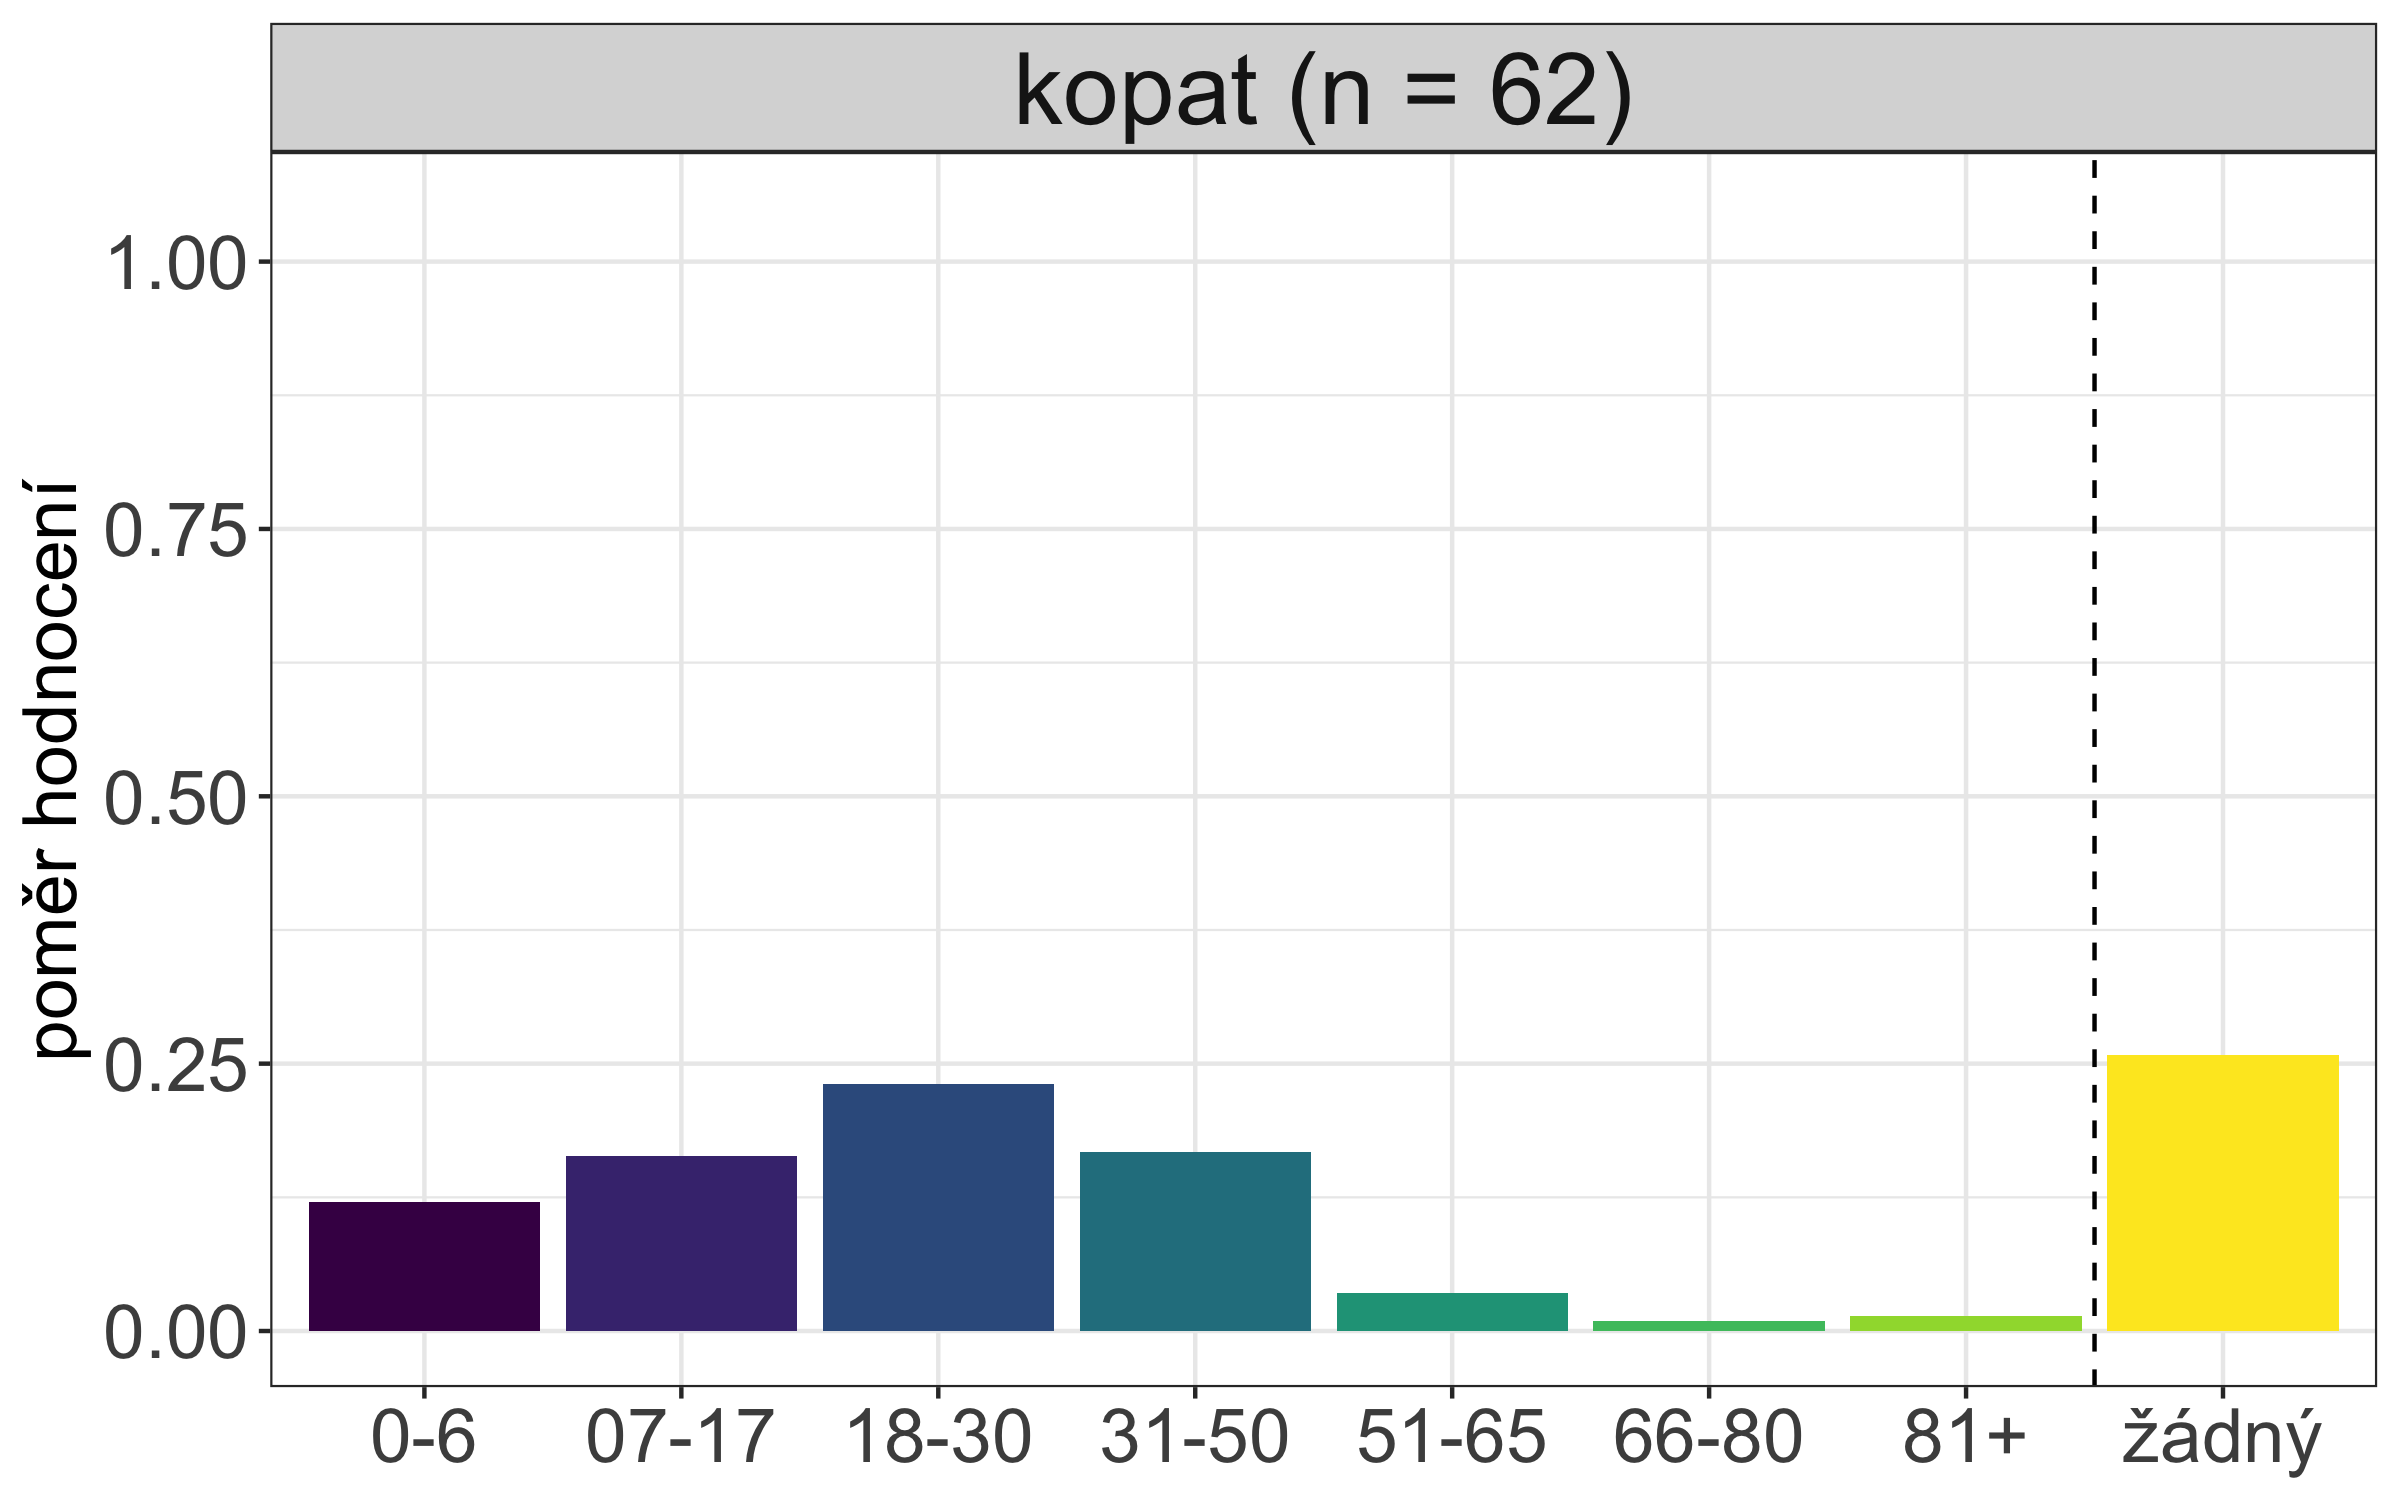 kopat (n = 62)
poměr hodnocení
1.00
0.75
0.50
0.25
0.00
0-6 07-17 18-30 31-50 51-65 66-80 81+ žádný